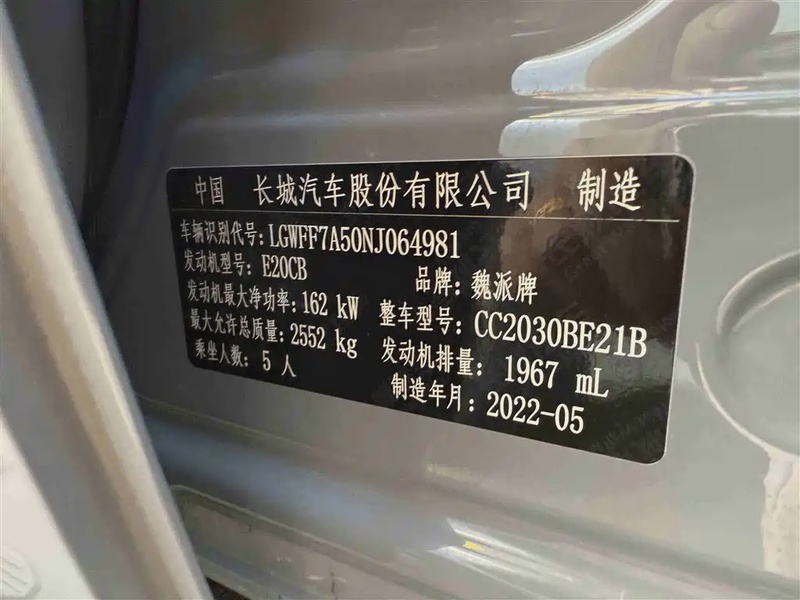 中国 长城汽车股份有限公司 制造
车辆识别代号: LGWFF7A50NJ064981
发动机型号: E20CB 品牌: 魏派牌
发动机最大净功率: 162 kW 整车型号: CC2030BE21B
最大允许总质量: 2552 kg 发动机排量: 1967 mL
乘坐人数: 5 人 制造年月: 2022-05